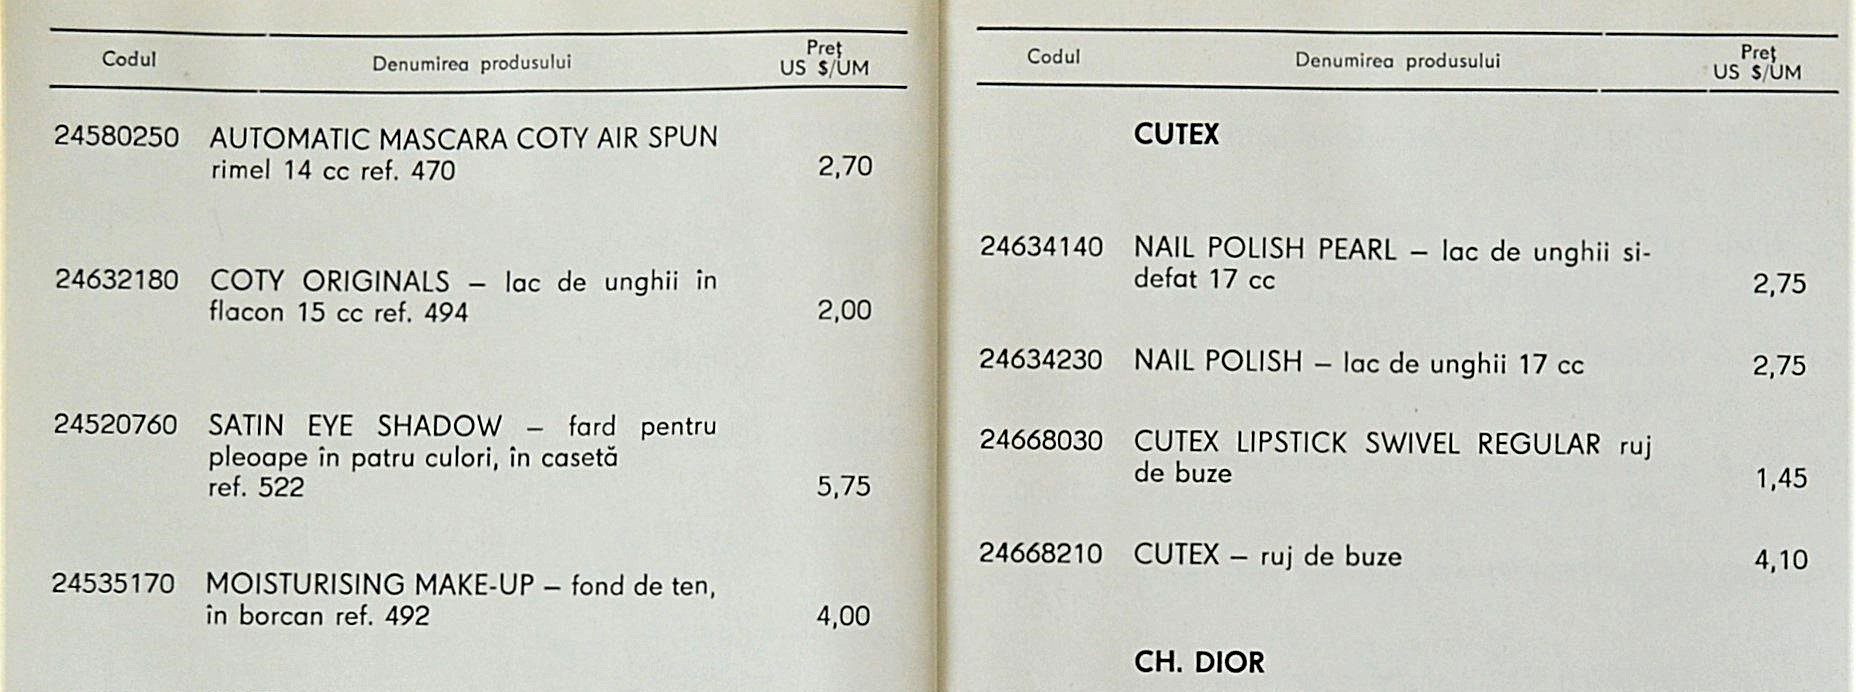 Codul Denumirea produsului Preț
US $/UM
24580250 AUTOMATIC MASCARA COTY AIR SPUN
rimel 14 cc ref. 470 2,70
24632180 COTY ORIGINALS – lac de unghii în
flacon 15 cc ref. 494 2,00
24520760 SATIN EYE SHADOW – fard pentru
pleoape în patru culori, în casetă
ref. 522 5,75
24535170 MOISTURISING MAKE-UP – fond de ten,
în borcan ref. 492 4,00
Codul Denumirea produsului Preț
US $/UM
CUTEX
24634140 NAIL POLISH PEARL – lac de unghii si-
defat 17 cc 2,75
24634230 NAIL POLISH – lac de unghii 17 cc 2,75
24668030 CUTEX LIPSTICK SWIVEL REGULAR ruj
de buze 1,45
24668210 CUTEX – ruj de buze 4,10
CH. DIOR